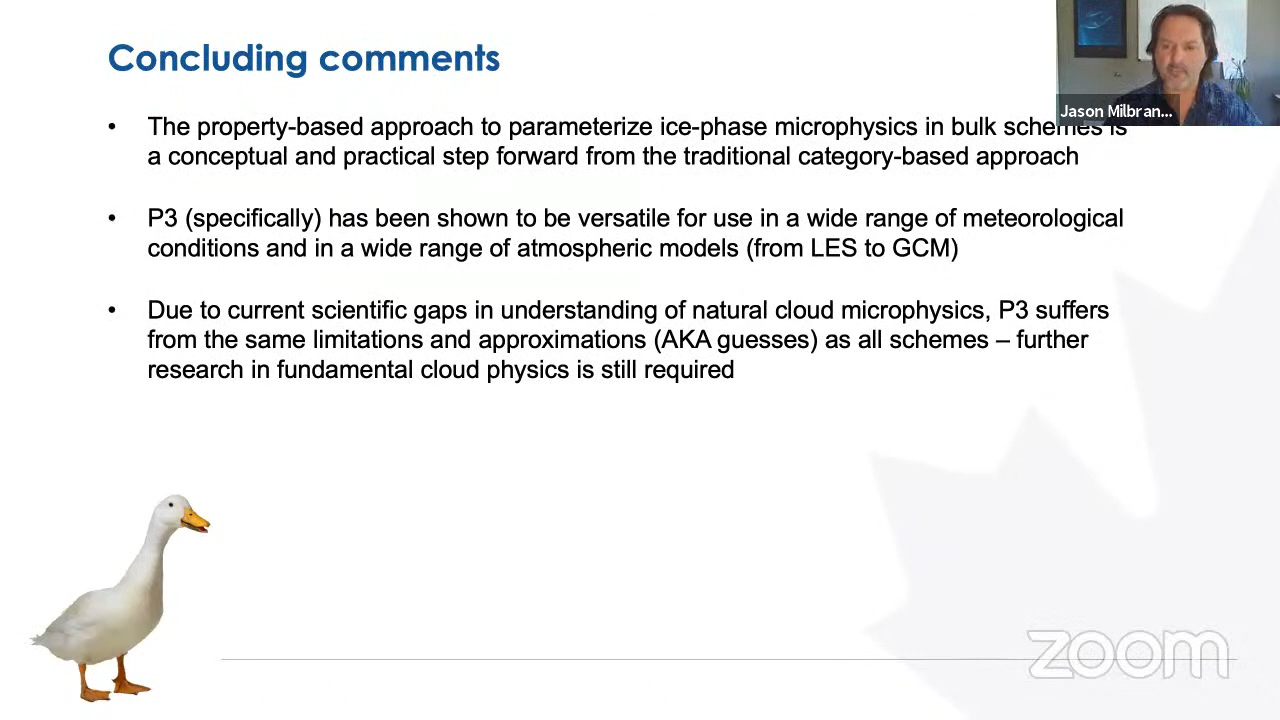 Concluding comments
Jason Milbran...
• The property-based approach to parameterize ice-phase microphysics in bulk schemes is
a conceptual and practical step forward from the traditional category-based approach
• P3 (specifically) has been shown to be versatile for use in a wide range of meteorological
conditions and in a wide range of atmospheric models (from LES to GCM)
• Due to current scientific gaps in understanding of natural cloud microphysics, P3 suffers
from the same limitations and approximations (AKA guesses) as all schemes – further
research in fundamental cloud physics is still required
zoom